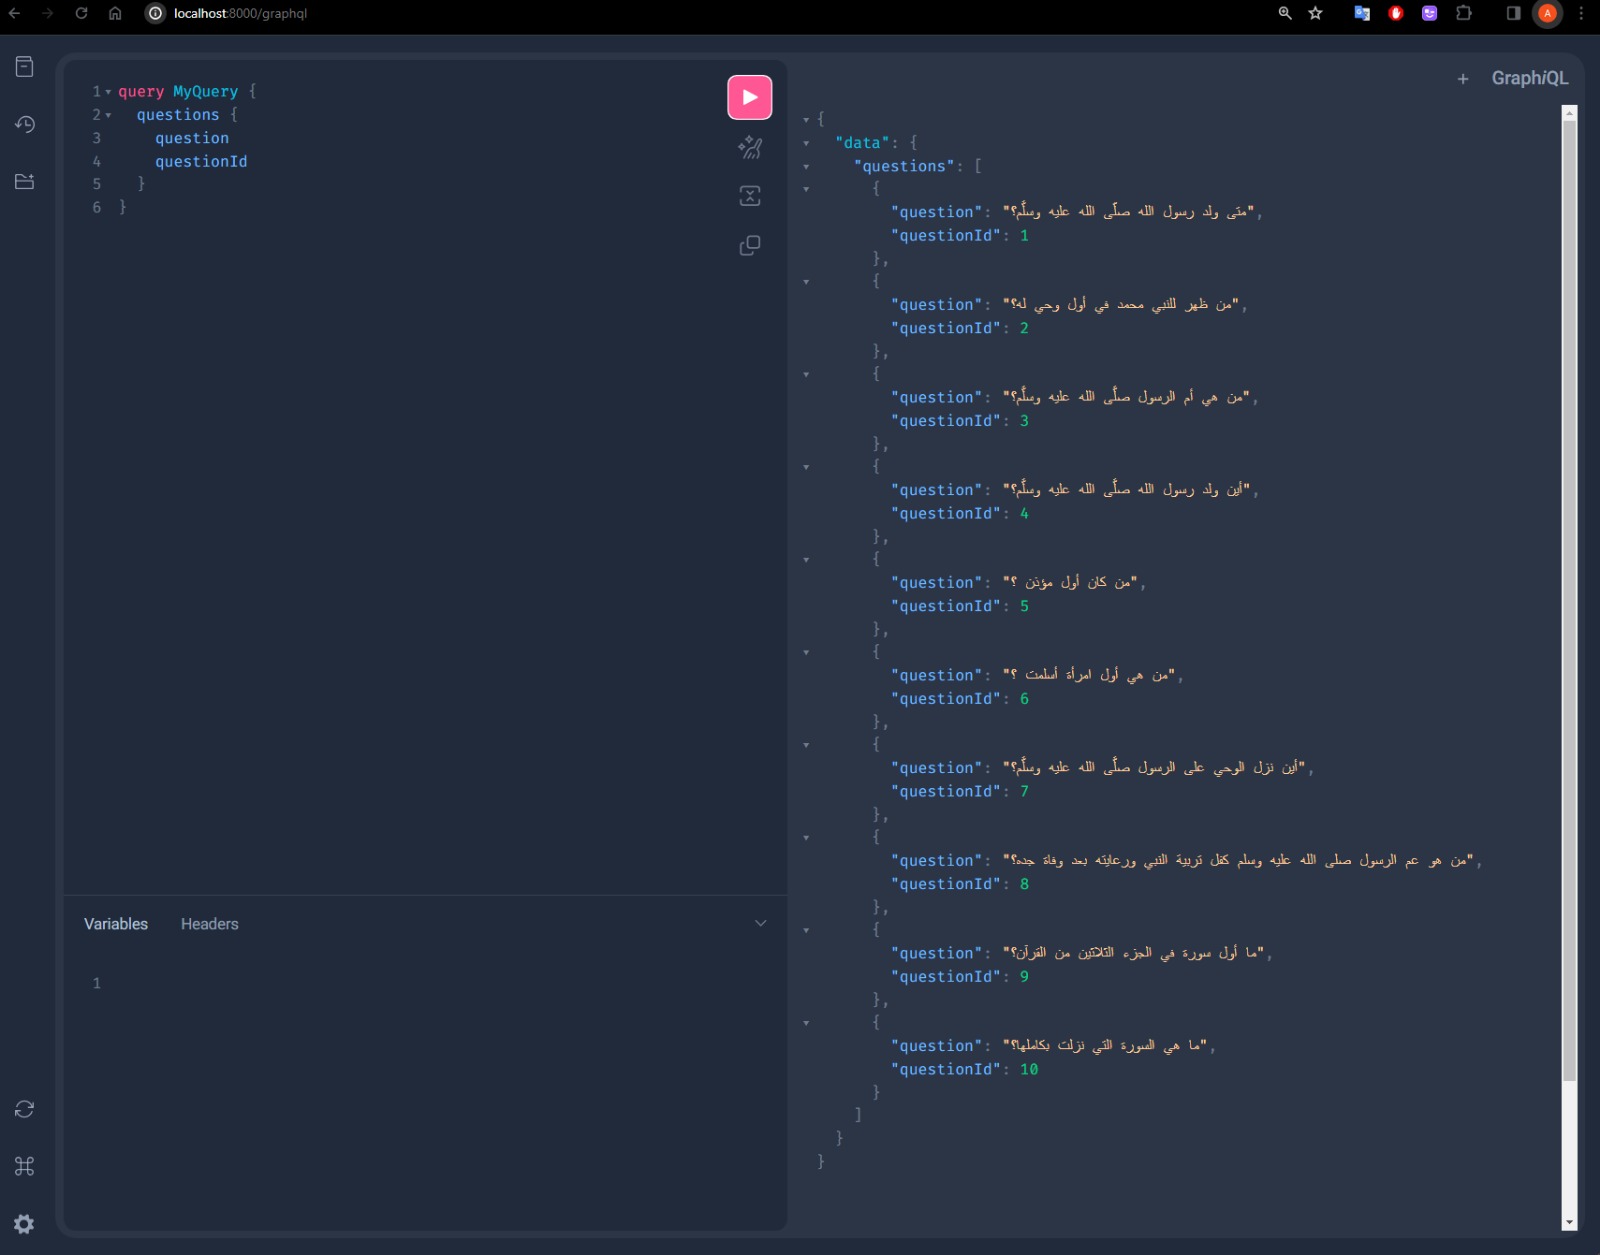 localhost:8000/graphql
A
GraphiQL
1 query MyQuery {
2 questions {
3 question
4 questionId
5 }
6 }
{
"data": {
"questions": [
{
"question": "متى ولد رسول الله صلَّى الله عليه وسلَّم؟",
"questionId": 1
},
{
"question": "من ظهر للنبي محمد في أول وحي له؟",
"questionId": 2
},
{
"question": "من هي أم الرسول صلَّى الله عليه وسلَّم؟",
"questionId": 3
},
{
"question": "أين ولد رسول الله صلَّى الله عليه وسلَّم؟",
"questionId": 4
},
{
"question": "من كان أول مؤذن ؟",
"questionId": 5
},
{
"question": "من هي أول امرأة أسلمت ؟",
"questionId": 6
},
{
"question": "أين نزل الوحي على الرسول صلَّى الله عليه وسلَّم؟",
"questionId": 7
},
{
"question": "من هو عم الرسول صلى الله عليه وسلم كفل تربية النبي ورعايته بعد وفاة جده؟",
"questionId": 8
},
{
"question": "ما أول سورة في الجزء الثلاثين من القرآن؟",
"questionId": 9
},
{
"question": "ما هي السورة التي نزلت بكاملها؟",
"questionId": 10
}
]
}
}
Variables Headers
1